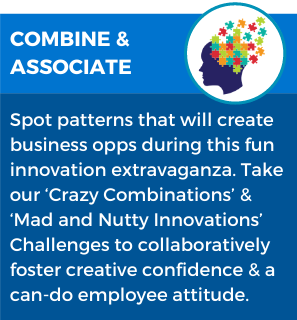 COMBINE &
ASSOCIATE
Spot patterns that will create
business opps during this fun
innovation extravaganza. Take
our ‘Crazy Combinations’ &
‘Mad and Nutty Innovations’
Challenges to collaboratively
foster creative confidence & a
can-do employee attitude.